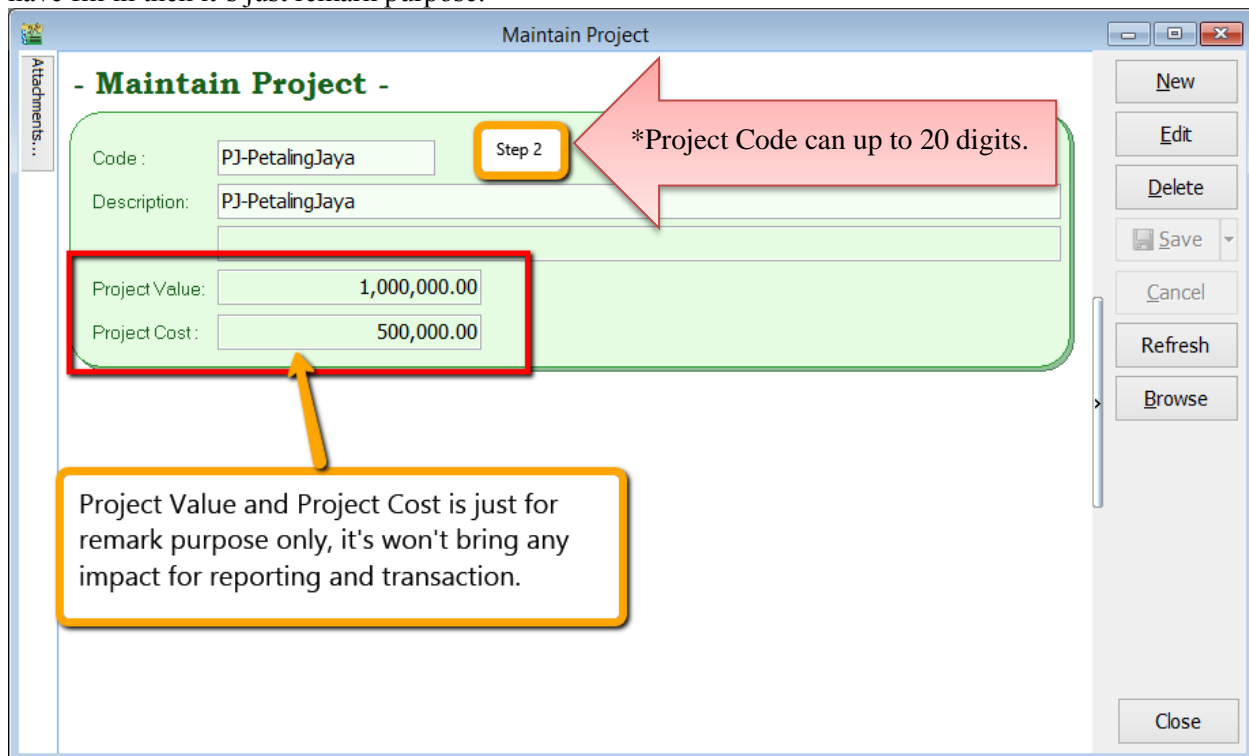 Maintain Project
Attachments...
- Maintain Project -
New
*Project Code can up to 20 digits.
Edit
Code :
PJ-PetalingJaya
Step 2
Description:
PJ-PetalingJaya
Delete
Save
Project Value:
1,000,000.00
Cancel
Project Cost :
500,000.00
Refresh
Browse
Project Value and Project Cost is just for
remark purpose only, it's won't bring any
impact for reporting and transaction.
Close